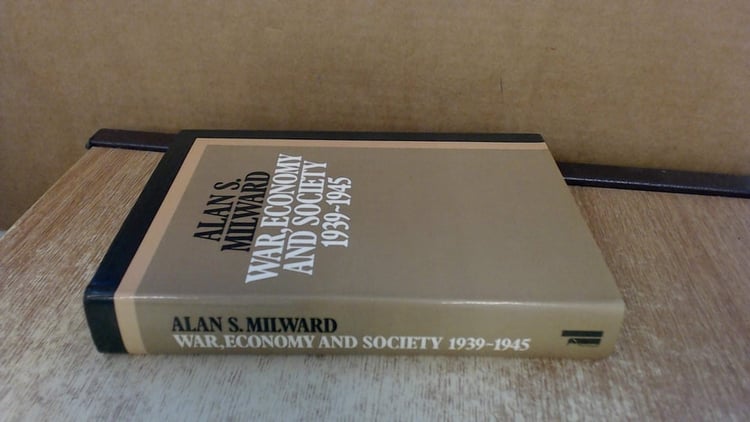 ALAN S.
MILWARD
WAR, ECONOMY
AND SOCIETY
1939-1945
ALAN S. MILWARD
WAR, ECONOMY AND SOCIETY 1939-1945